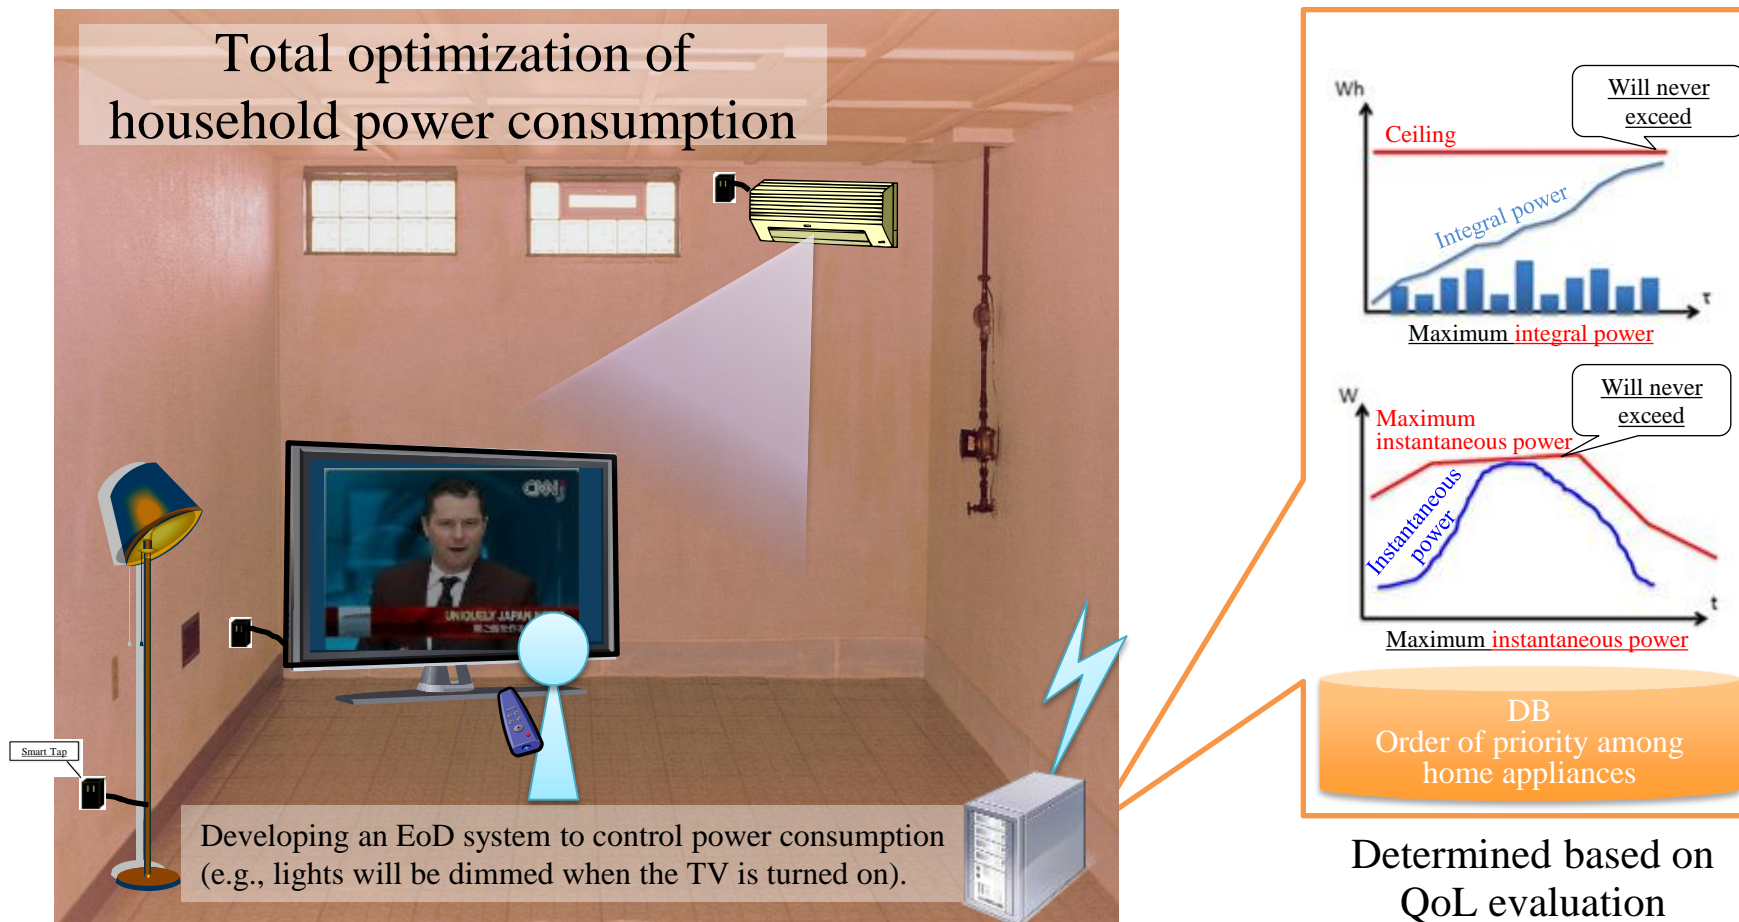 Total optimization of
household power consumption
CNNj
UNIQUELY JAPAN
Smart Tap
Developing an EoD system to control power consumption
(e.g., lights will be dimmed when the TV is turned on).
Wh
Will never
exceed
Ceiling
Integral power
τ
Maximum integral power
W
Will never
exceed
Maximum
instantaneous power
Instantaneous
power
t
Maximum instantaneous power
DB
Order of priority among
home appliances
Determined based on
QoL evaluation